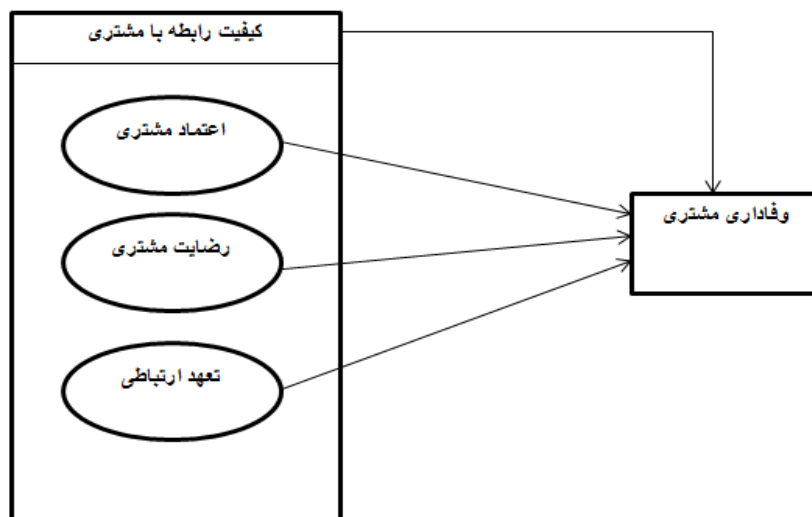 کیفیت رابطه با مشتری
اعتماد مشتری
رضایت مشتری
تعهد ارتباطی
وفاداری مشتری